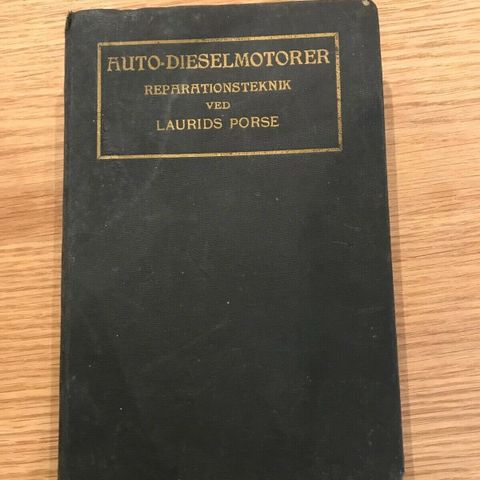 AUTO-DIESELMOTORER
REPARATIONSTEKNIK
VED
LAURIDS PORSE